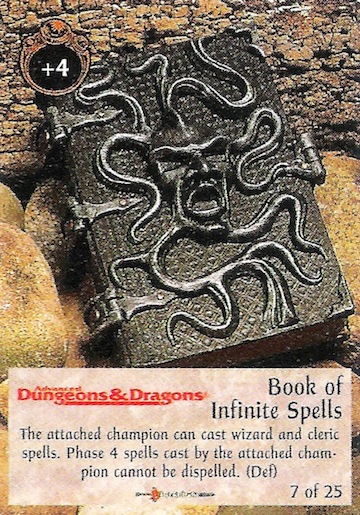 +4
Advanced
Dungeons & Dragons®
Book of
Infinite Spells
The attached champion can cast wizard and cleric
spells. Phase 4 spells cast by the attached cham-
pion cannot be dispelled. (Def)
7 of 25